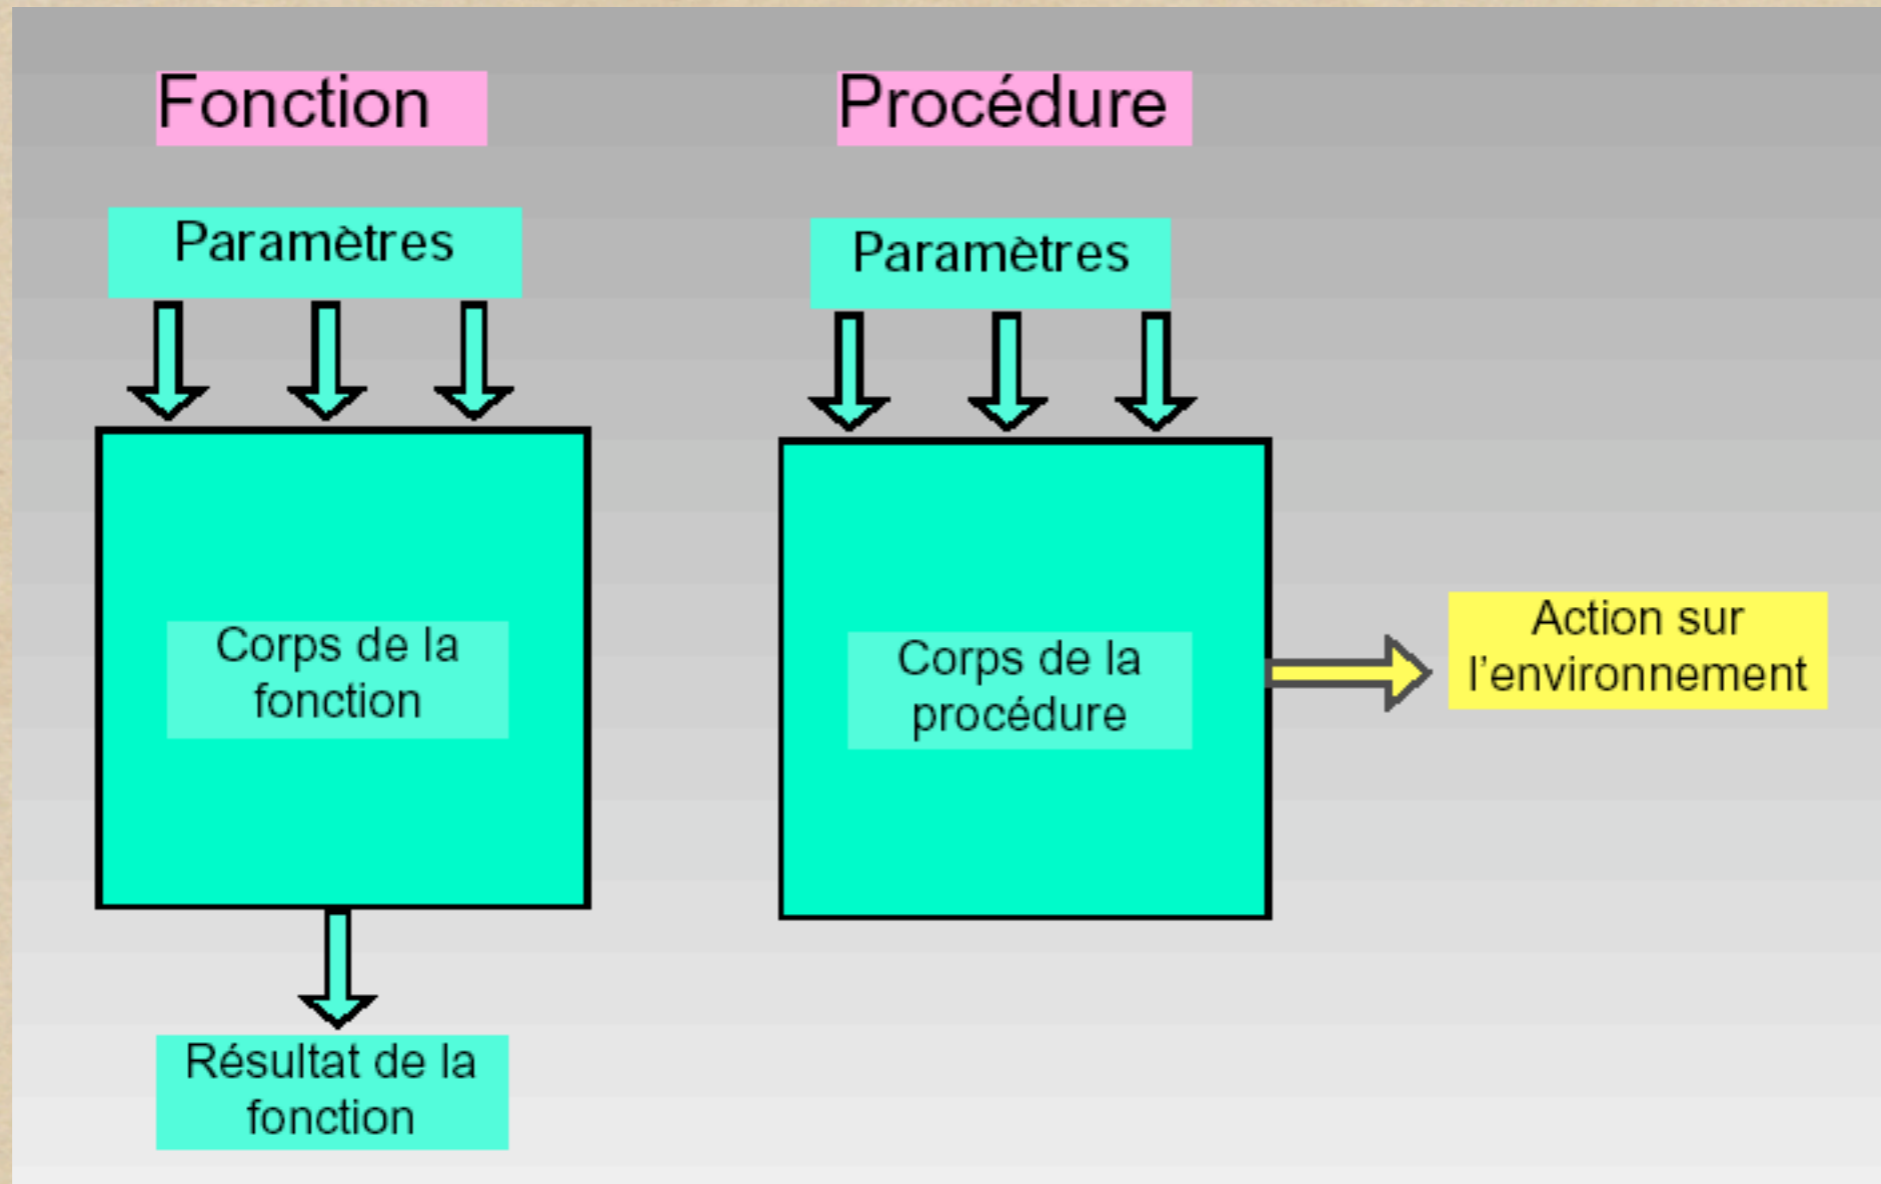 Fonction
Paramètres
Corps de la
fonction
Résultat de la
fonction
Procédure
Paramètres
Corps de la
procédure
Action sur
l'environnement